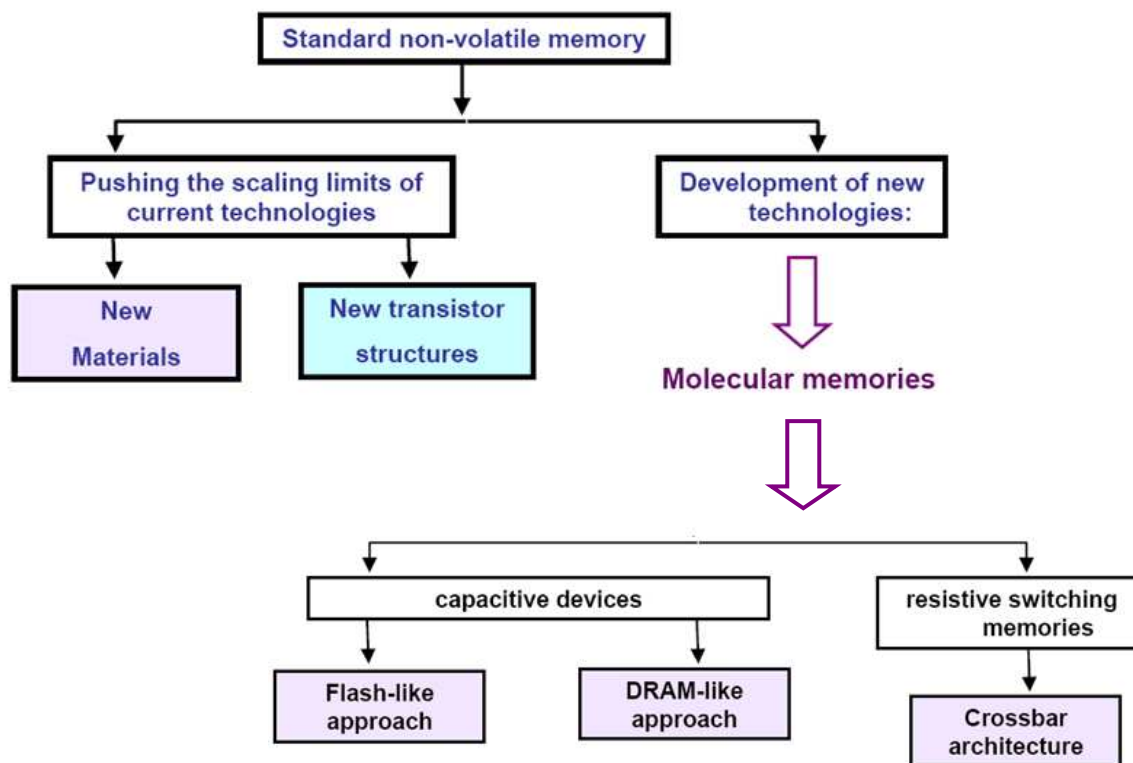 Standard non-volatile memory
Pushing the scaling limits of
current technologies
Development of new
technologies:
New
Materials
New transistor
structures
Molecular memories
capacitive devices
resistive switching
memories
Flash-like
approach
DRAM-like
approach
Crossbar
architecture